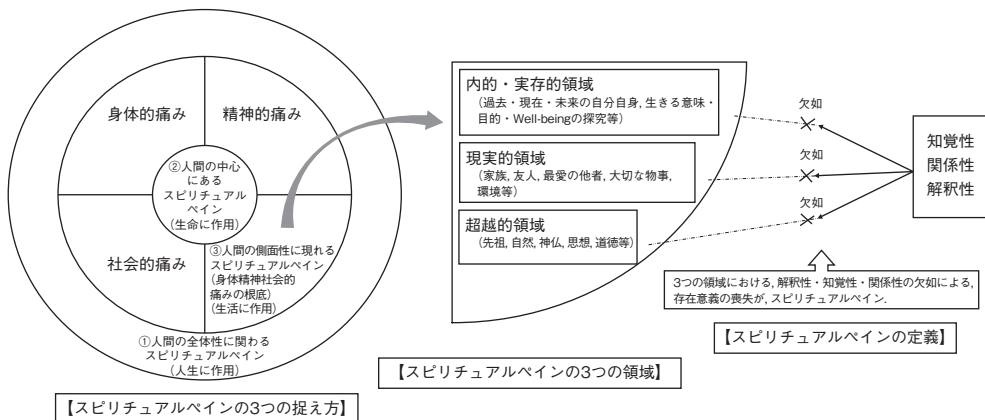 身体的痛み
精神的痛み
②人間の中心
にある
スピリチュアル
ペイン
(生命に作用)
社会的痛み
③人間の側面性に現れる
スピリチュアルペイン
(身体精神社会的
痛みの根底)
(生活に作用)
①人間の全体性に関わる
スピリチュアルペイン
(人生に作用)
【スピリチュアルペインの3つの捉え方】
内的・実存的領域
(過去・現在・未来の自分自身, 生きる意味・
目的・Well-beingの探究等)
現実的領域
(家族, 友人, 最愛の他者, 大切な物事,
環境等)
超越的領域
(先祖, 自然, 神仏, 思想, 道徳等)
【スピリチュアルペインの3つの領域】
欠如
欠如
欠如
知覚性
関係性
解釈性
3つの領域における, 解釈性・知覚性・関係性の欠如による,
存在意義の喪失が, スピリチュアルペイン.
【スピリチュアルペインの定義】